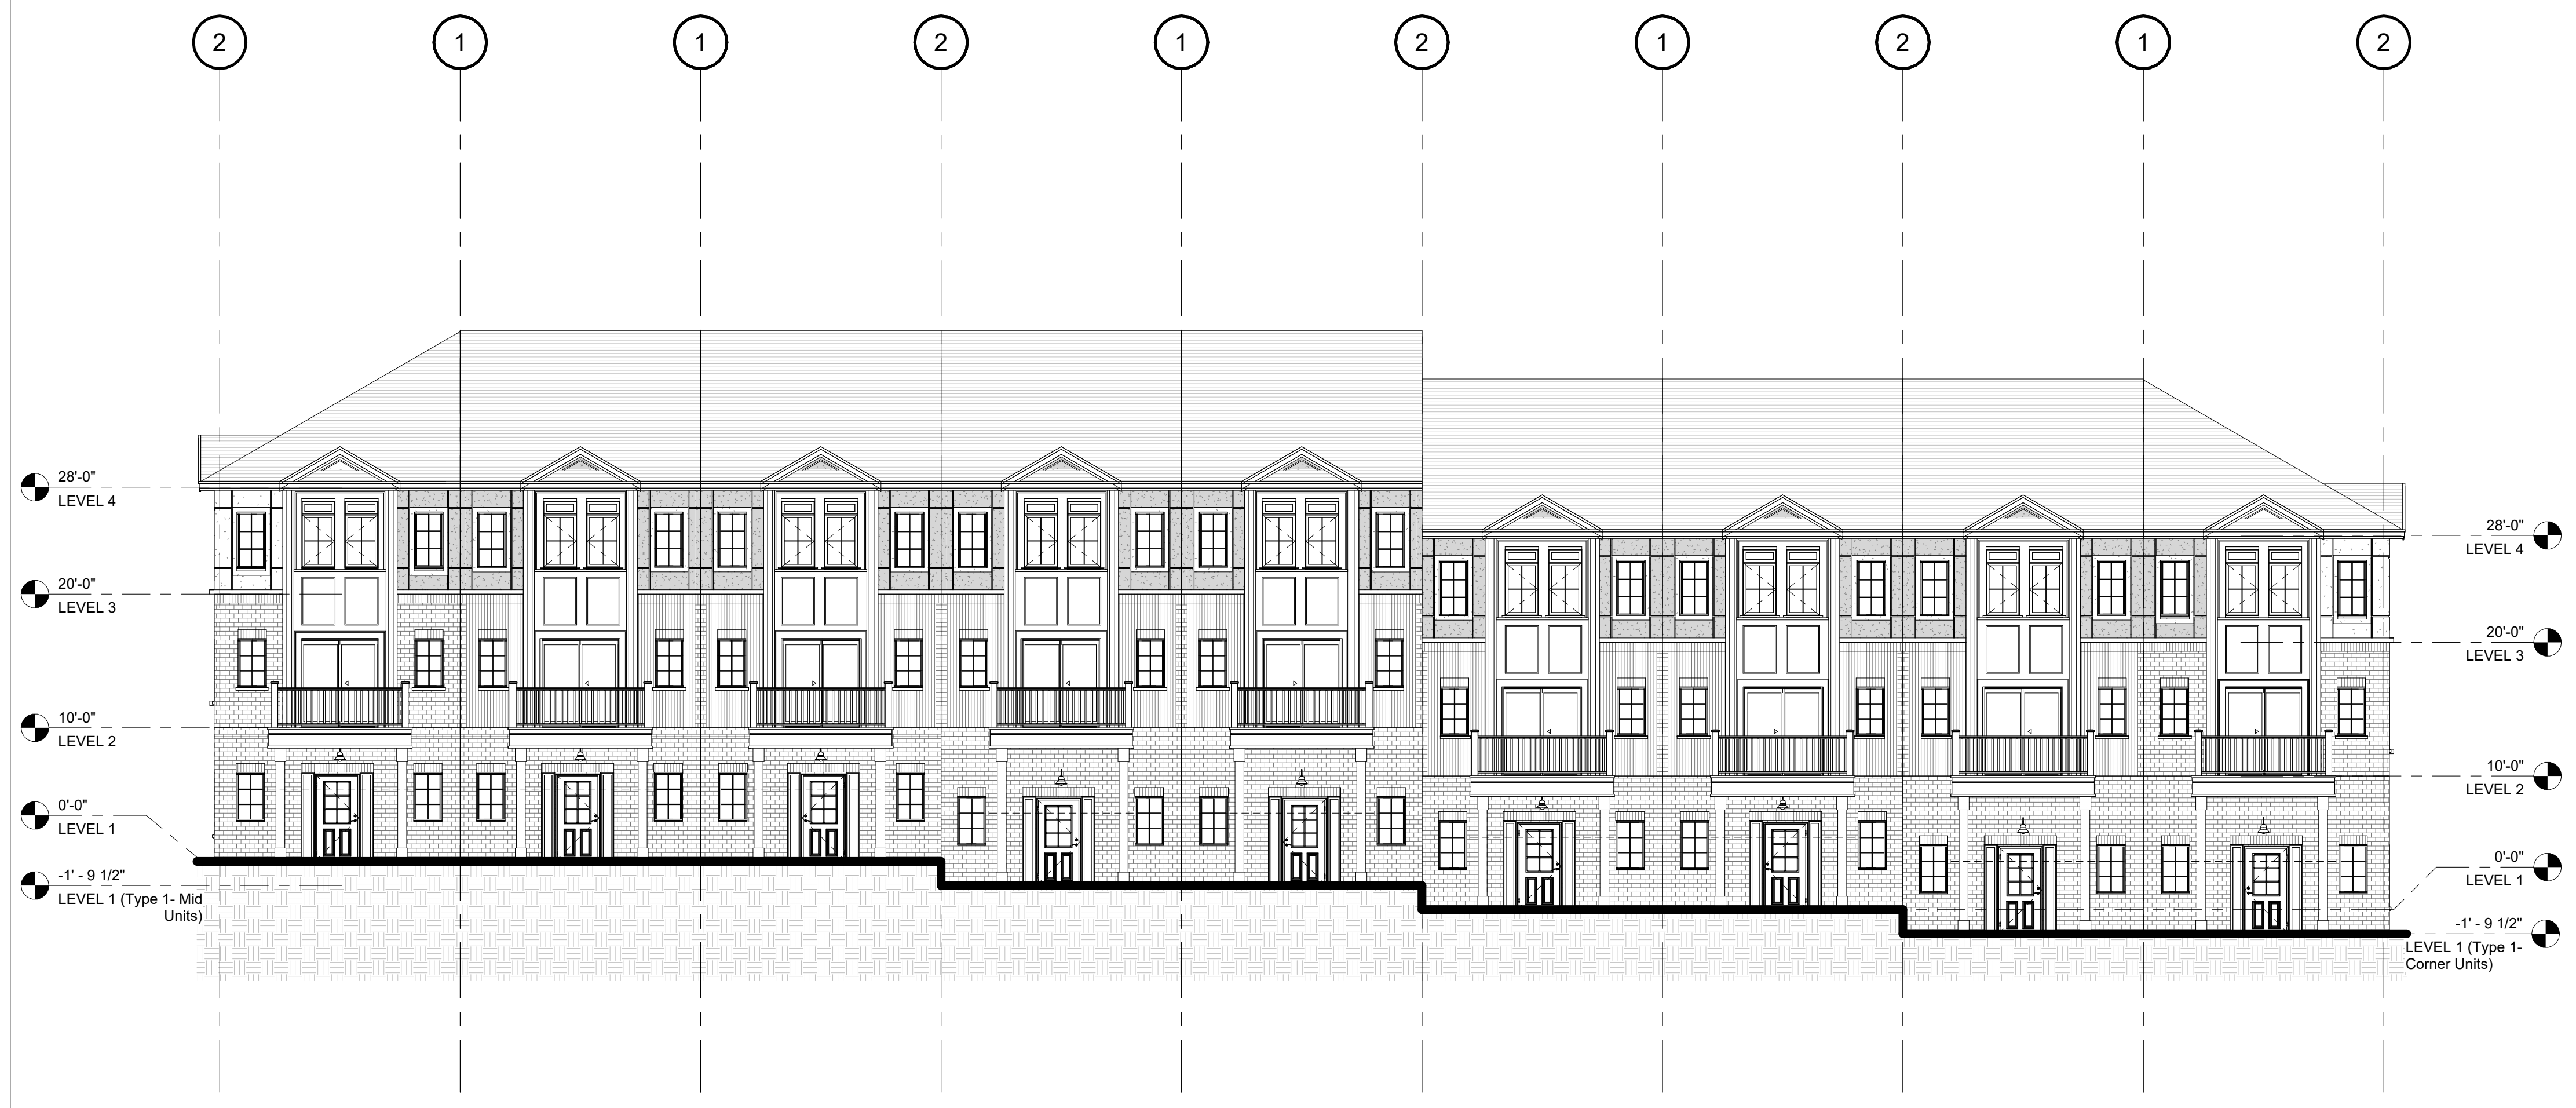 2 1 1 2 1 2 1 2 1 2
28'-0"
LEVEL 4
20'-0"
LEVEL 3
10'-0"
LEVEL 2
0'-0"
LEVEL 1
-1' - 9 1/2"
LEVEL 1 (Type 1- Mid
Units)
28'-0"
LEVEL 4
20'-0"
LEVEL 3
10'-0"
LEVEL 2
0'-0"
LEVEL 1
-1' - 9 1/2"
LEVEL 1 (Type 1-
Corner Units)